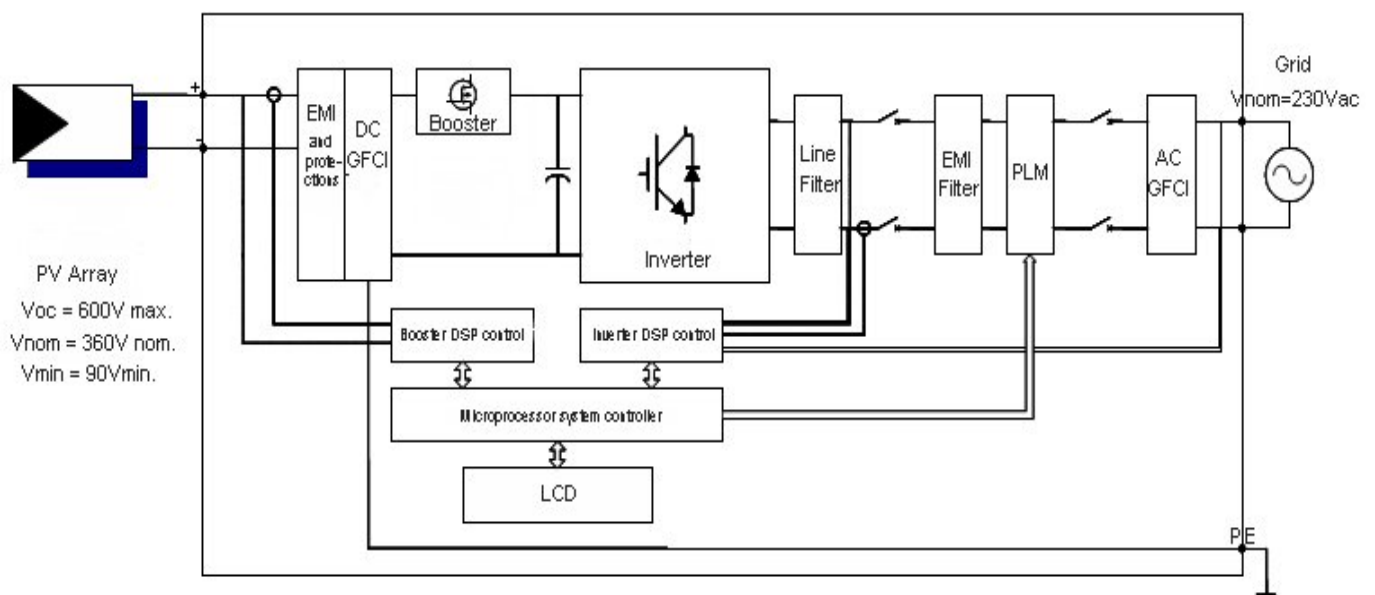 +
-
EMI
and
prote-
ctions
DC
GFCI
Booster
Inverter
Line
Filter
EMI
Filter
PLM
AC
GFCI
Grid
Vnom=230Vac
PV Array
Voc = 600V max.
Vnom = 360V nom.
Vmin = 90Vmin.
Booster DSP control
Inverter DSP control
Microprocessor system controller
LCD
PE